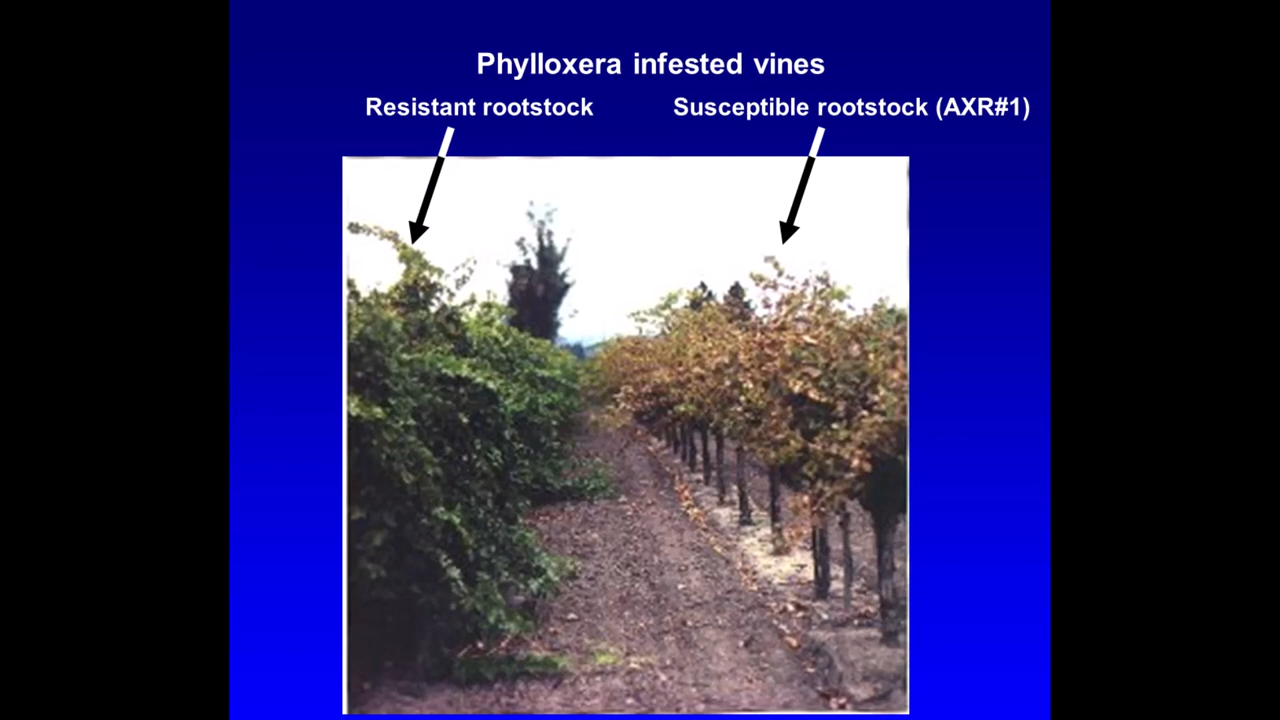 Phylloxera infested vines
Resistant rootstock
Susceptible rootstock (AXR#1)